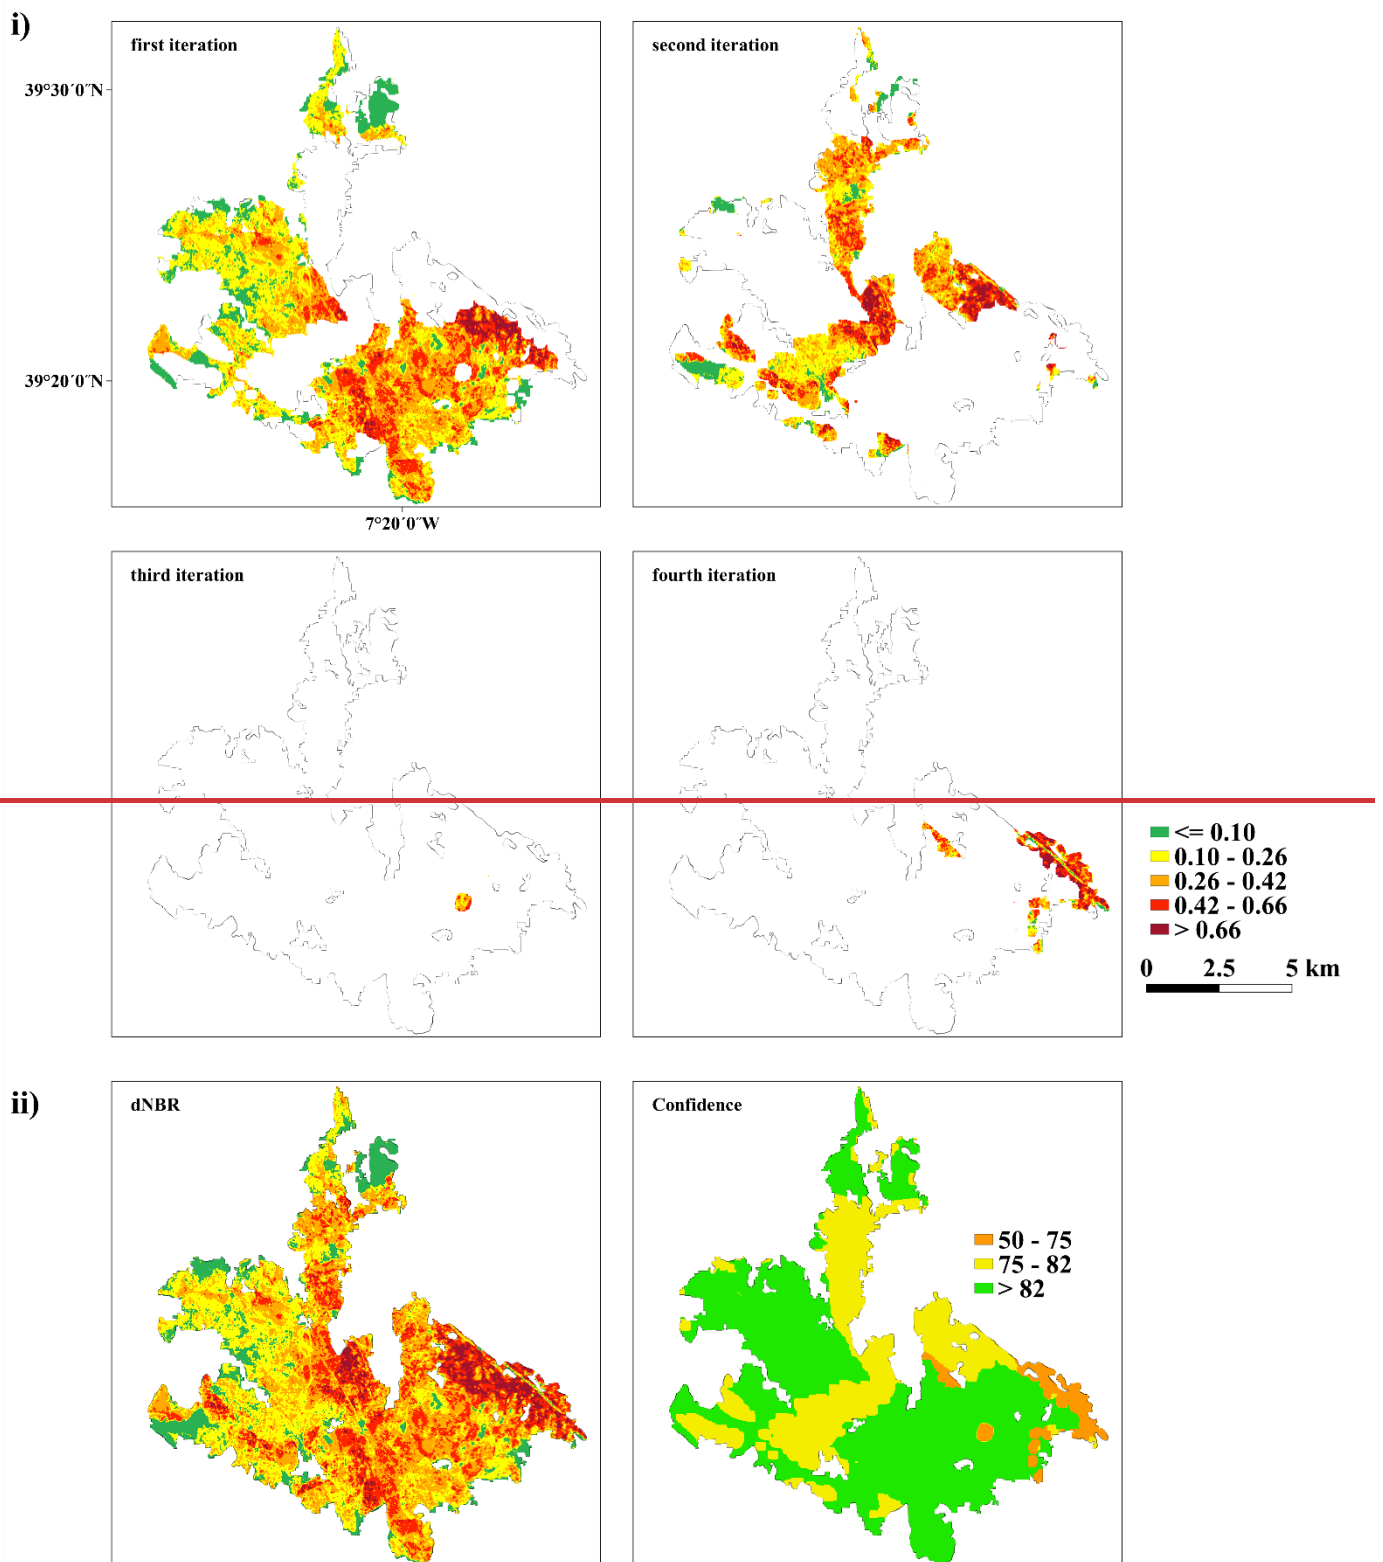 i)
first iteration
second iteration
39°30´0˝N
39°20´0˝N
7°20´0˝W
third iteration
fourth iteration
<= 0.10
0.10 - 0.26
0.26 - 0.42
0.42 - 0.66
> 0.66
0 2.5 5 km
ii)
dNBR
Confidence
50 - 75
75 - 82
> 82